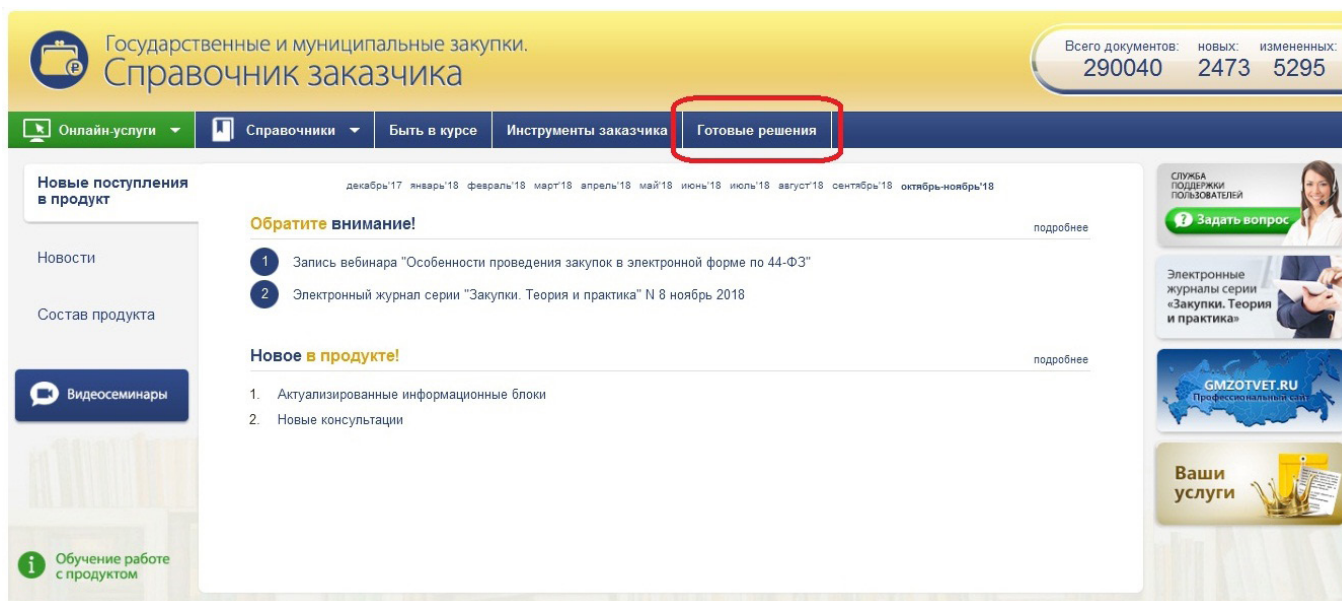 Государственные и муниципальные закупки.
Справочник заказчика
Всего документов: новых: измененных:
290040 2473 5295
Онлайн-услуги
Справочники
Быть в курсе
Инструменты заказчика
Готовые решения
Новые поступления
в продукт
Новости
Состав продукта
Видеосеминары
Обучение работе
с продуктом
декабрь'17 январь'18 февраль'18 март'18 апрель'18 май'18 июнь'18 июль'18 август'18 сентябрь'18 октябрь-ноябрь'18
Обратите внимание!
подробнее
1 Запись вебинара "Особенности проведения закупок в электронной форме по 44-ФЗ"
2 Электронный журнал серии "Закупки. Теория и практика" N 8 ноябрь 2018
Новое в продукте!
подробнее
1. Актуализированные информационные блоки
2. Новые консультации
СЛУЖБА
ПОДДЕРЖКИ
ПОЛЬЗОВАТЕЛЕЙ
? Задать вопрос
Электронные
журналы серии
«Закупки. Теория
и практика»
GMZOTVET.RU
Профессиональный сайт
Ваши
услуги